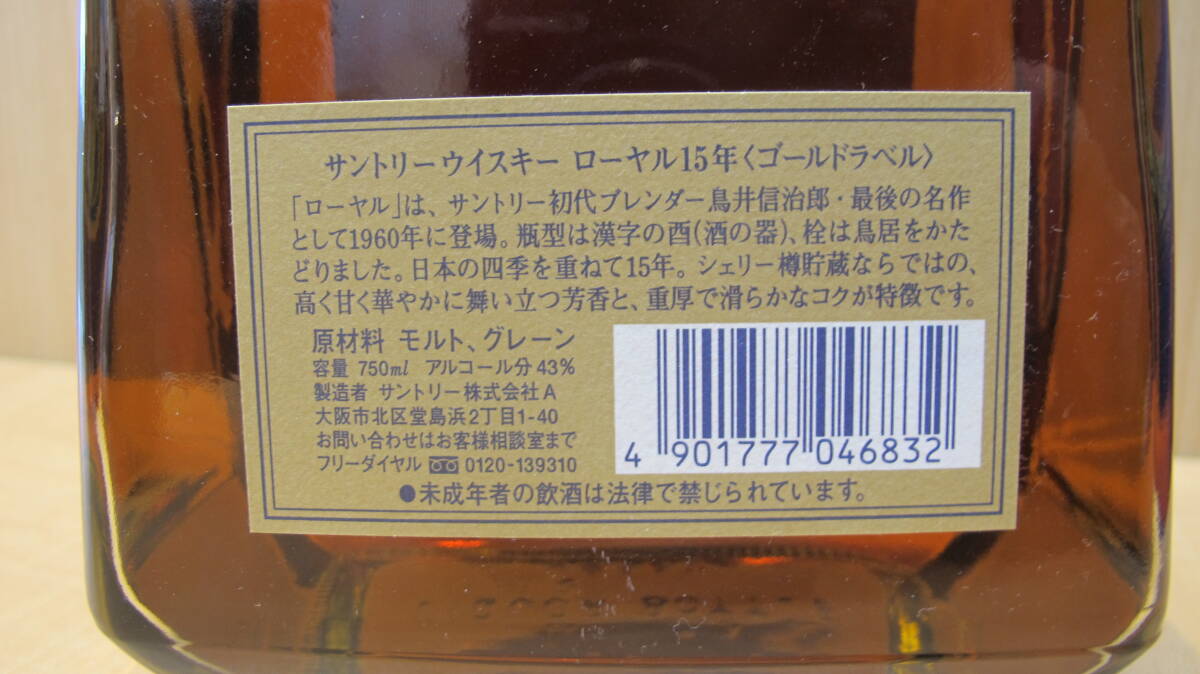 サントリーウイスキー ローヤル15年〈ゴールドラベル〉
「ローヤル」は、サントリー初代ブレンダー鳥井信治郎・最後の名作
として1960年に登場。瓶型は漢字の酉(酒の器)、栓は鳥居をかた
どりました。日本の四季を重ねて15年。シェリー樽貯蔵ならではの、
高く甘く華やかに舞い立つ芳香と、重厚で滑らかなコクが特徴です。
原材料 モルト、グレーン
容量 750ml アルコール分 43%
製造者 サントリー株式会社A
大阪市北区堂島浜2丁目1-40
お問い合わせはお客様相談室まで
フリーダイヤル 0120-139310
4 901777 046832
●未成年者の飲酒は法律で禁じられています。